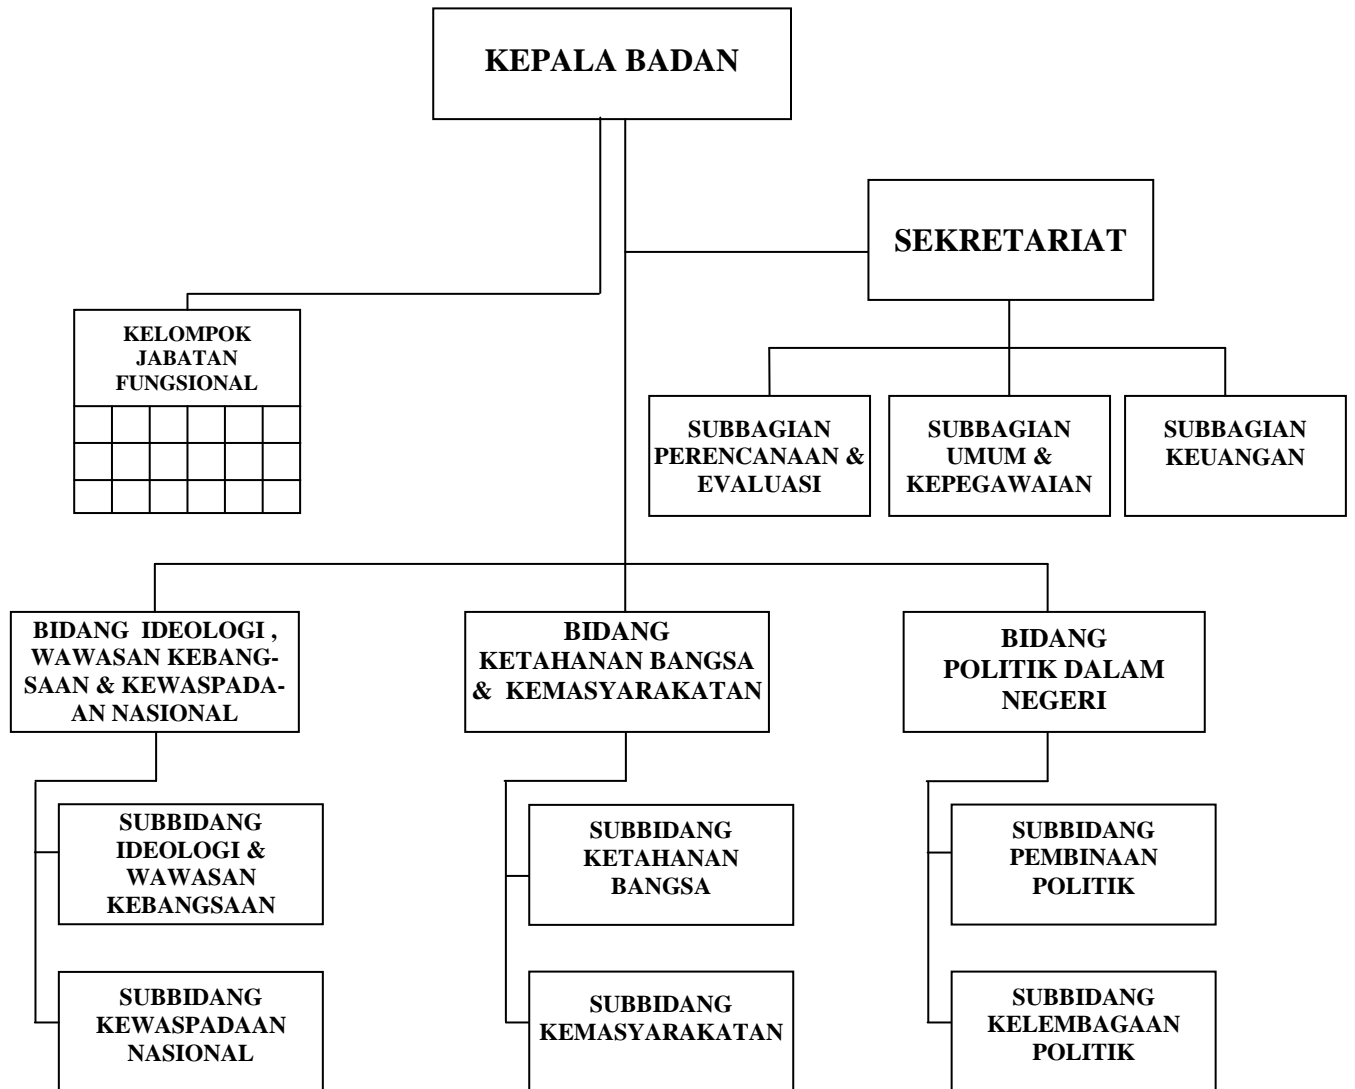 KEPALA BADAN
SEKRETARIAT
KELOMPOK
JABATAN
FUNGSIONAL
SUBBAGIAN
PERENCANAAN &
EVALUASI
SUBBAGIAN
UMUM &
KEPEGAWAIAN
SUBBAGIAN
KEUANGAN
BIDANG IDEOLOGI ,
WAWASAN KEBANG-
SAAN & KEWASPADA-
AN NASIONAL
BIDANG
KETAHANAN BANGSA
& KEMASYARAKATAN
BIDANG
POLITIK DALAM
NEGERI
SUBBIDANG
IDEOLOGI &
WAWASAN
KEBANGSAAN
SUBBIDANG
KETAHANAN
BANGSA
SUBBIDANG
PEMBINAAN
POLITIK
SUBBIDANG
KEWASPADAAN
NASIONAL
SUBBIDANG
KEMASYARAKATAN
SUBBIDANG
KELEMBAGAAN
POLITIK